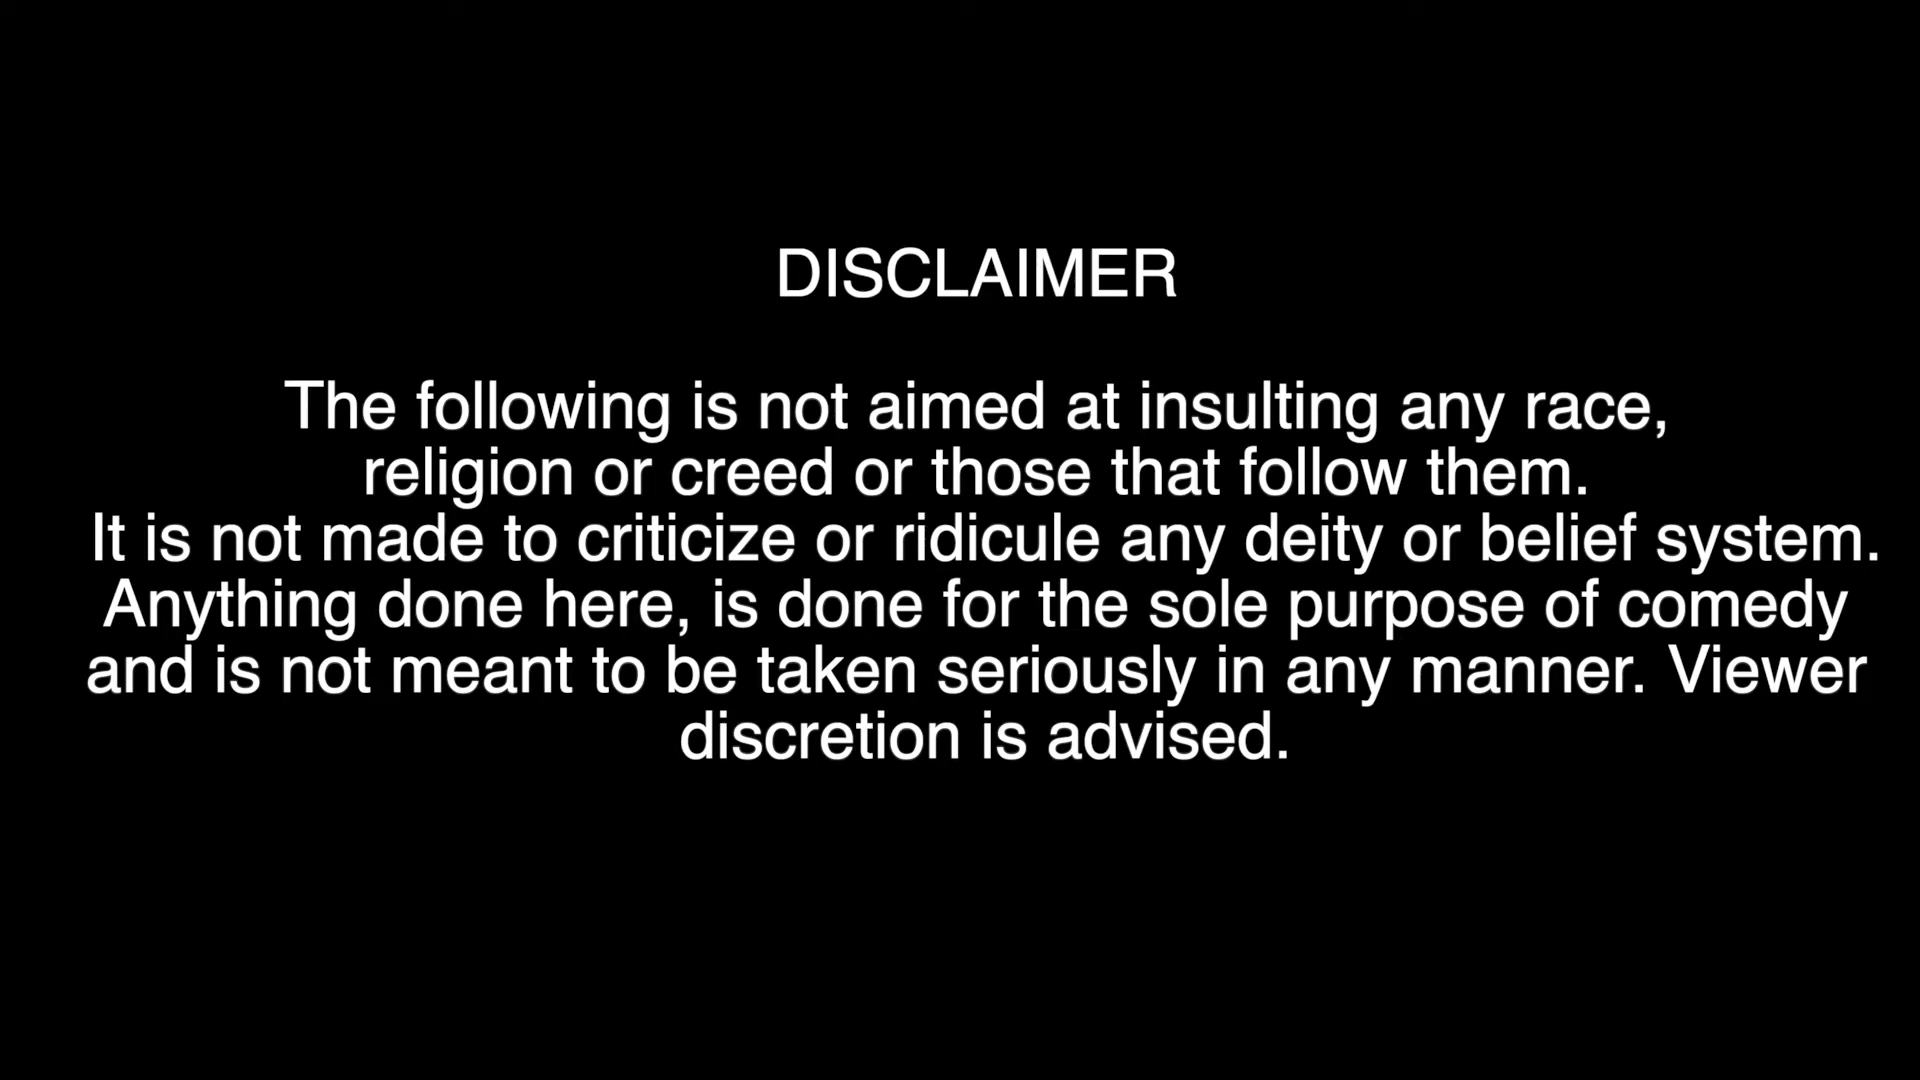 DISCLAIMER
The following is not aimed at insulting any race,
religion or creed or those that follow them.
It is not made to criticize or ridicule any deity or belief system.
Anything done here, is done for the sole purpose of comedy
and is not meant to be taken seriously in any manner. Viewer
discretion is advised.